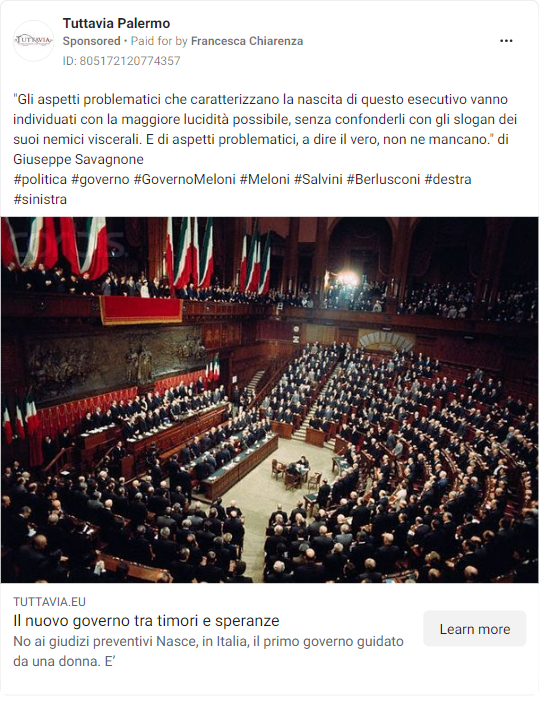 Tuttavia Palermo
Sponsored • Paid for by Francesca Chiarenza
ID: 805172120774357
TUTTAVIA
"Gli aspetti problematici che caratterizzano la nascita di questo esecutivo vanno
individuati con la maggiore lucidità possibile, senza confonderli con gli slogan dei
suoi nemici viscerali. E di aspetti problematici, a dire il vero, non ne mancano." di
Giuseppe Savagnone
#politica #governo #GovernoMeloni #Meloni #Salvini #Berlusconi #destra
#sinistra
TUTTAVIA.EU
Il nuovo governo tra timori e speranze
No ai giudizi preventivi Nasce, in Italia, il primo governo guidato
da una donna. E'
Learn more